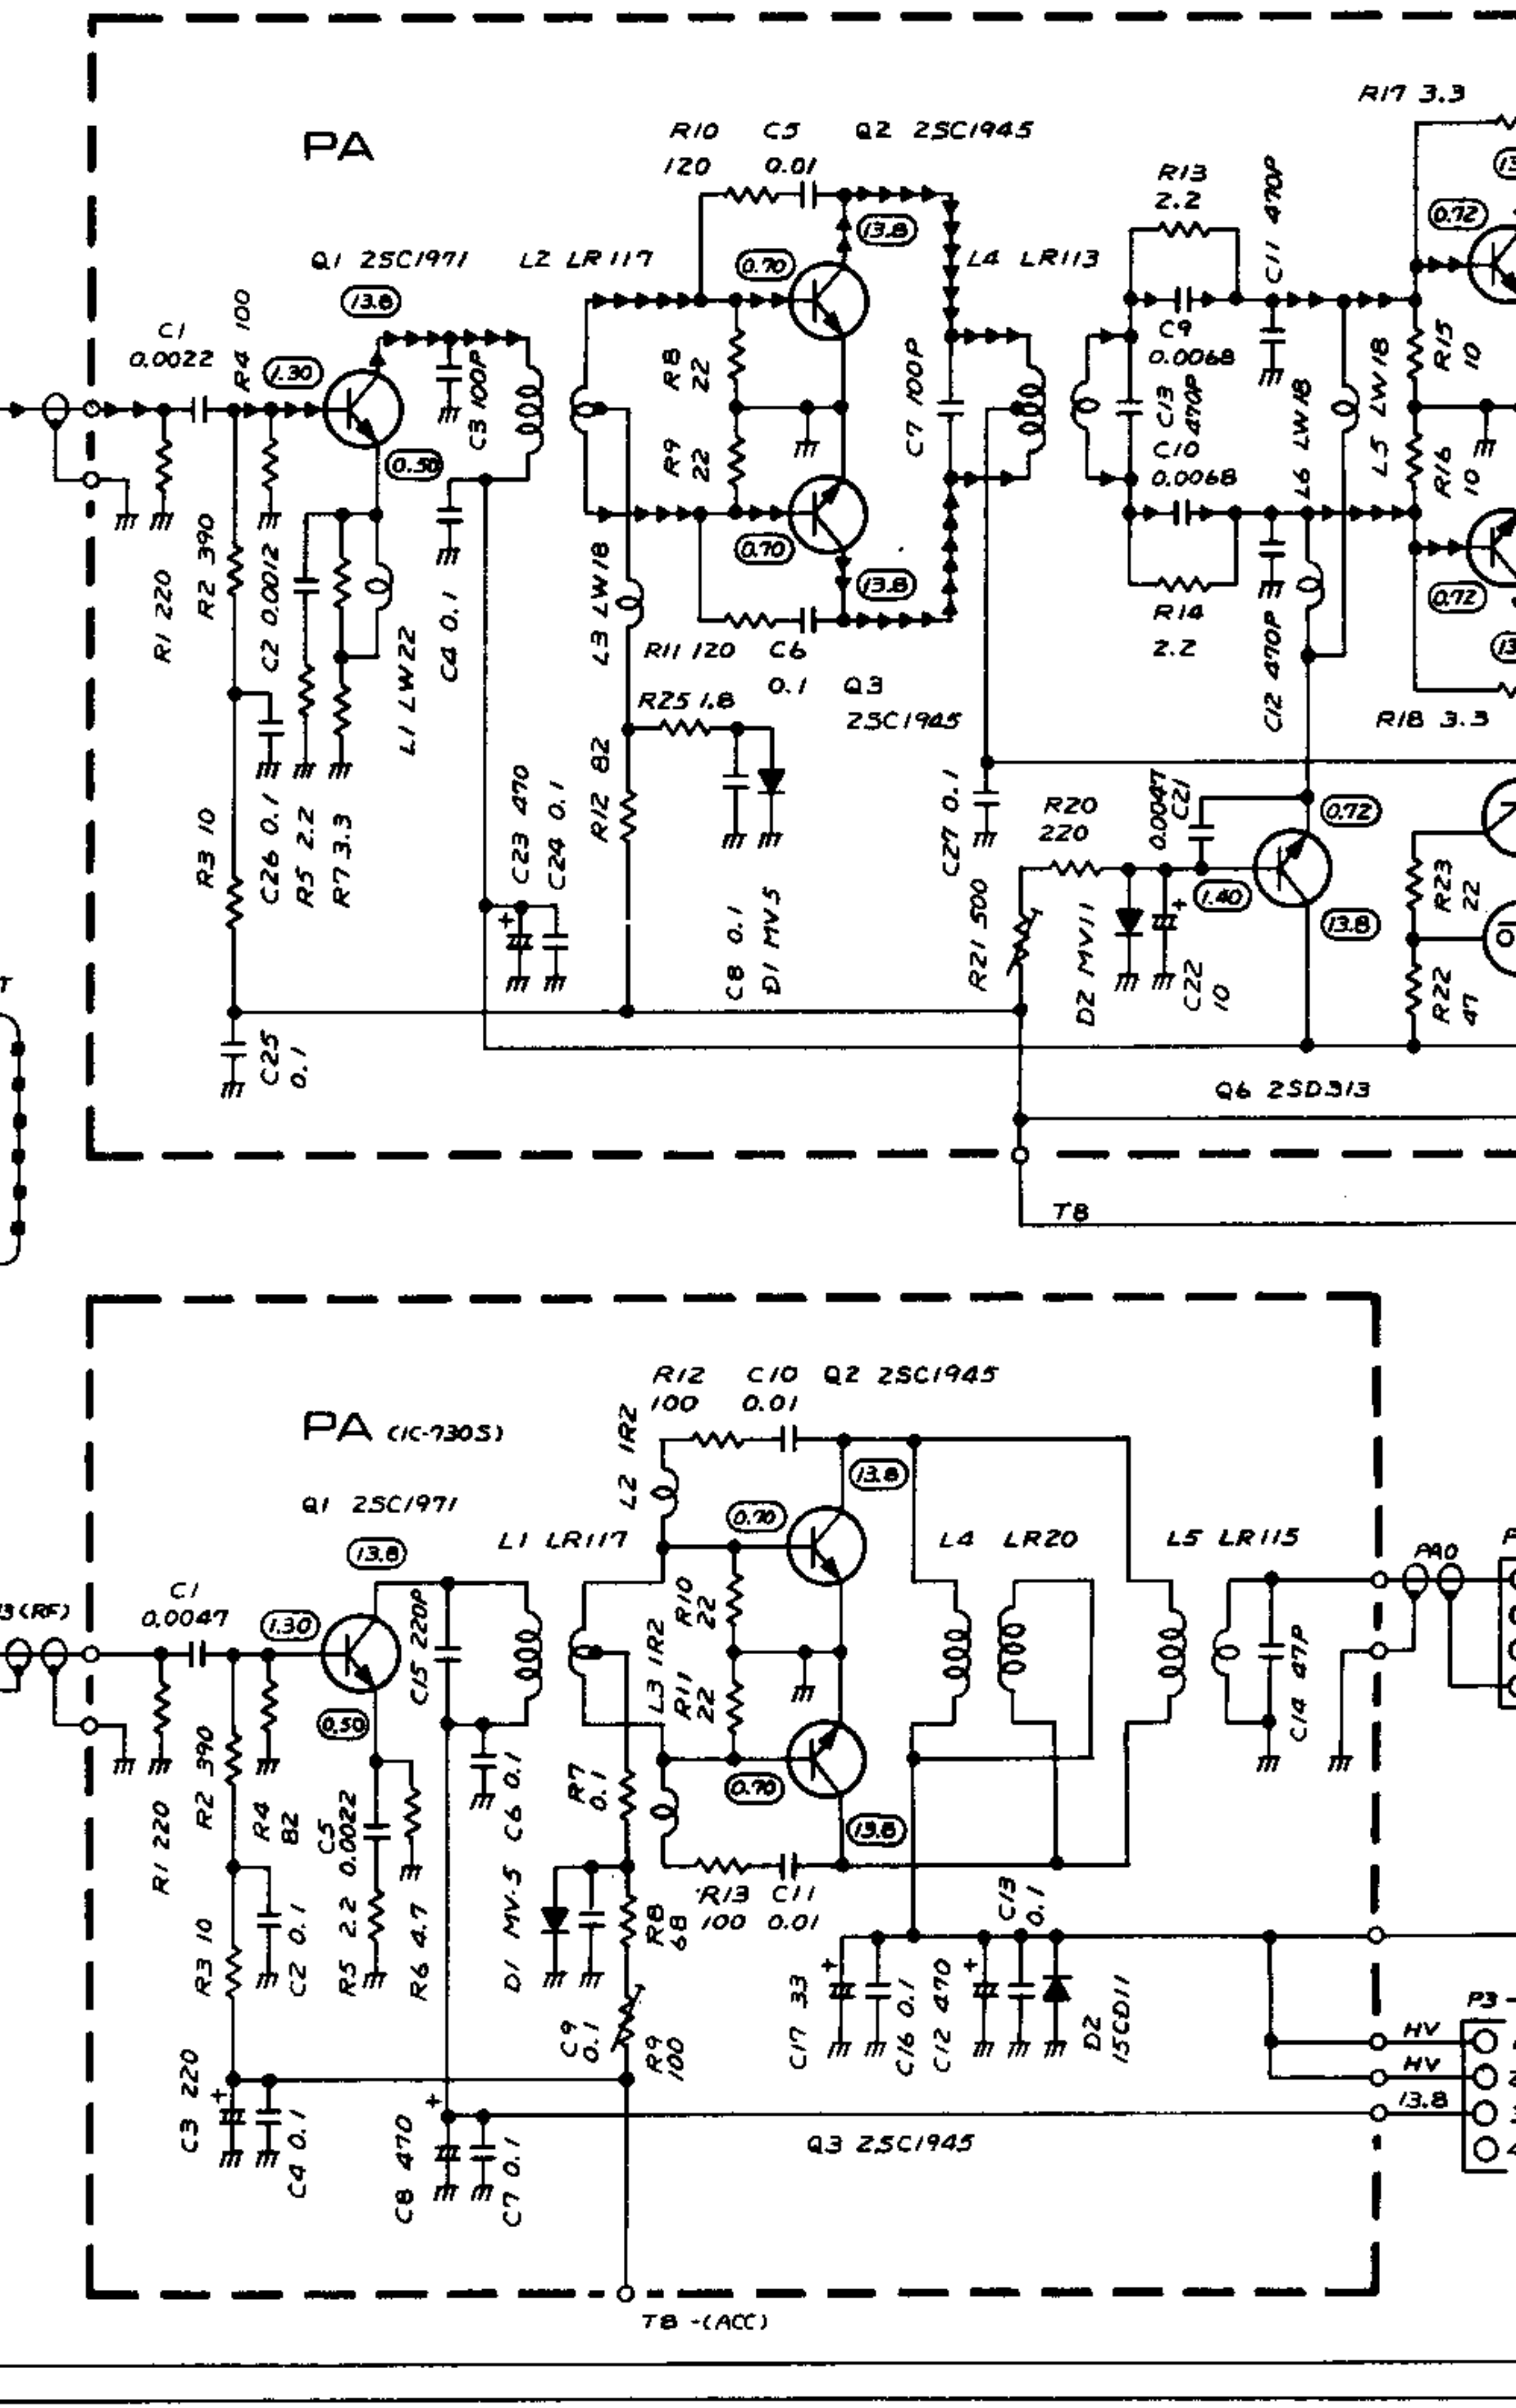 R17 3.3
PA
R10
120
C5
0.01
Q2 2SC1945
R13
2.2
C11 470P
13.8
0.72
Q1 2SC1971
13.8
L2 LR117
0.70
L4 LR113
C1
0.0022
R4 100
1.30
C3 100P
R8
22
C7 100P
C9
0.0068
C13
470P
C10
0.0068
L6 LW18
L5 LW18
R15
10
0.50
R9
22
R16
10
R1 220
R2 390
C2 0.0012
L1 LW22
C4 0.1
L3 LW18
0.70
13.8
R14
2.2
C12 470P
0.72
R11 120
C6
0.1
Q3
2SC1945
R25 1.8
R18 3.3
R3 10
C26 0.1
R5 2.2
R7 3.3
C23 470
C24 0.1
R12 82
C8 0.1
D1 MV5
C27 0.1
R20
220
0.0047
C21
0.72
R21 500
1.40
13.8
R23
22
D2 MV11
C22
10
R22
47
C25
0.1
Q6 2SD313
T8
PA (IC-730S)
R12
100
C10
0.01
Q2 2SC1945
L2 1R2
13.8
Q1 2SC1971
13.8
L1 LR117
0.70
L4 LR20
L5 LR115
PAO
(RF)
C1
0.0047
1.30
C15 220P
R10
22
L3 1R2
R11
22
C14 47P
0.50
R1 220
R2 390
R4
82
C5
0.0022
C6 0.1
R7
0.1
0.70
13.8
R3 10
C2 0.1
R5 2.2
R6 4.7
D1 MV-5
R8
68
R13
100
C11
0.01
C13
0.1
C9
0.1
R9
100
C17 33
C16 0.1
C12 470
D2
15CD11
P3
HV
HV
13.8
C3 220
C4 0.1
C8 470
C7 0.1
Q3 2SC1945
T8 -(ACC)